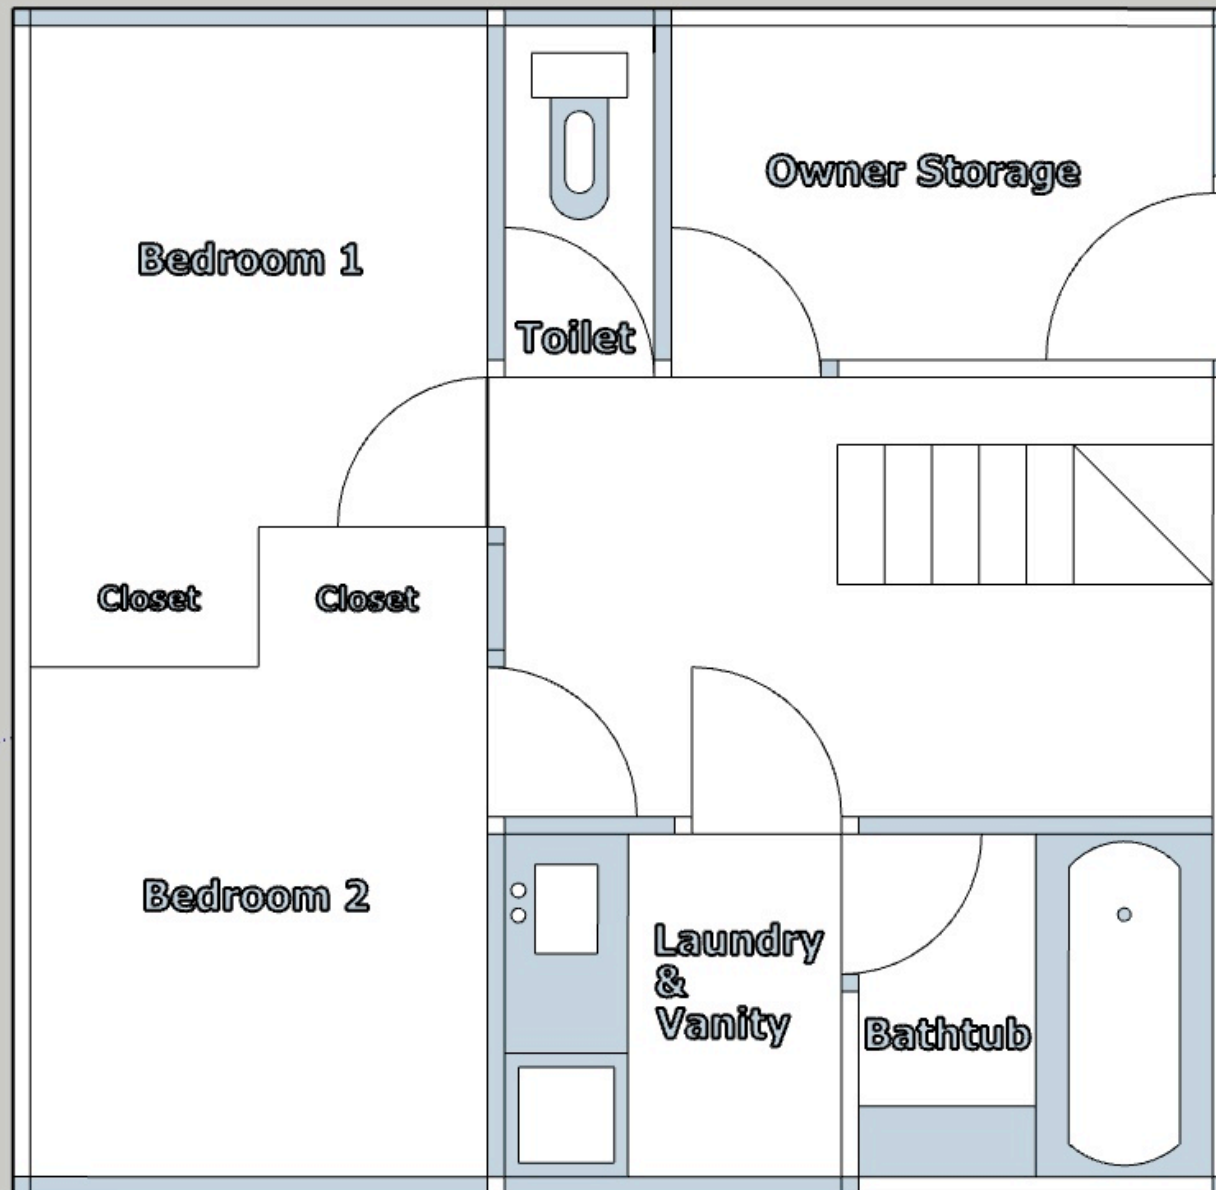 Owner Storage
Bedroom 1
Toilet
Closet
Closet
Bedroom 2
Laundry
&
Vanity
Bathtub